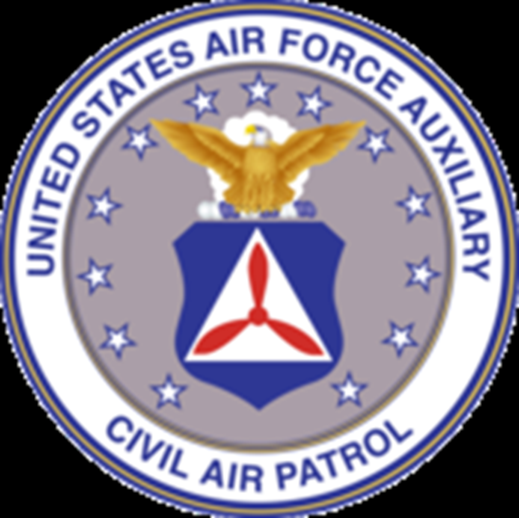 UNITED STATES AIR FORCE AUXILIARY
CIVIL AIR PATROL